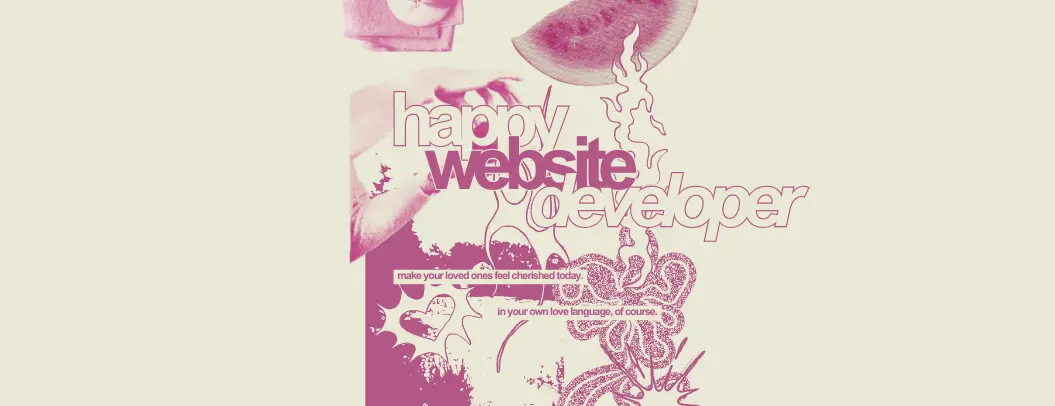 happy
website
developer
make your loved ones feel cherished today.
in your own love language, of course.